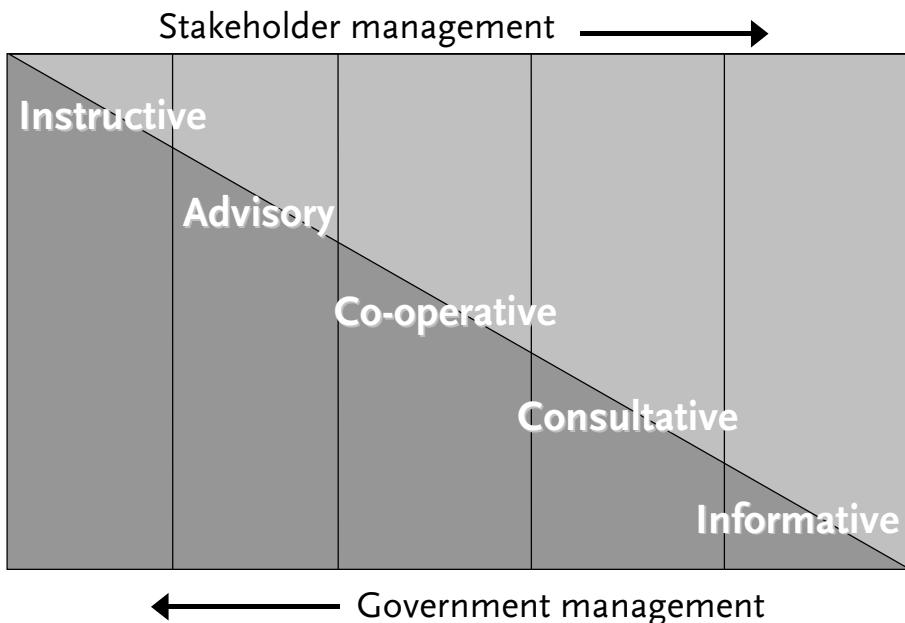 Stakeholder management
Instructive
Advisory
Co-operative
Consultative
Informative
Government management